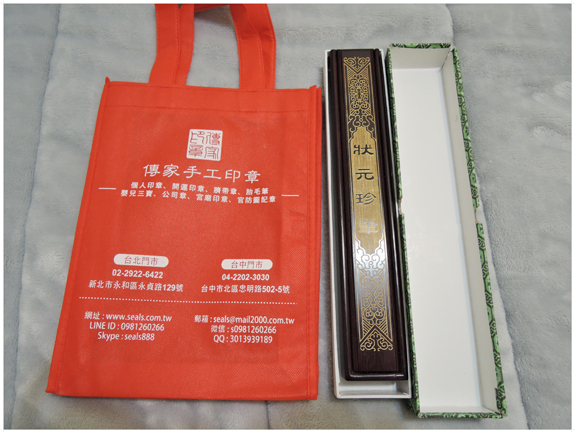 傳家
印章
傳家手工印章
個人印章、開運印章、臍帶章、胎毛筆
嬰兒三寶、公司章、宮廟印章、官防圖記章
台北門市
02-2922-6422
新北市永和區永貞路129號
台中門市
04-2202-3030
台中市北區忠明路502-5號
網址:www.seals.com.tw
LINE ID:0981260266
Skype:seals888
郵箱:seals@mail2000.com.tw
微信:s0981260266
QQ:3013939189
狀元珍